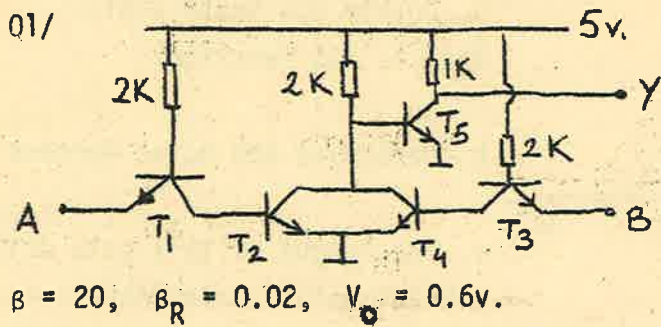 01/
5v.
2K
2K
1K
Y
T5
2K
A
T1
T2
T4
T3
B
β = 20, βR = 0.02, Vo = 0.6v.